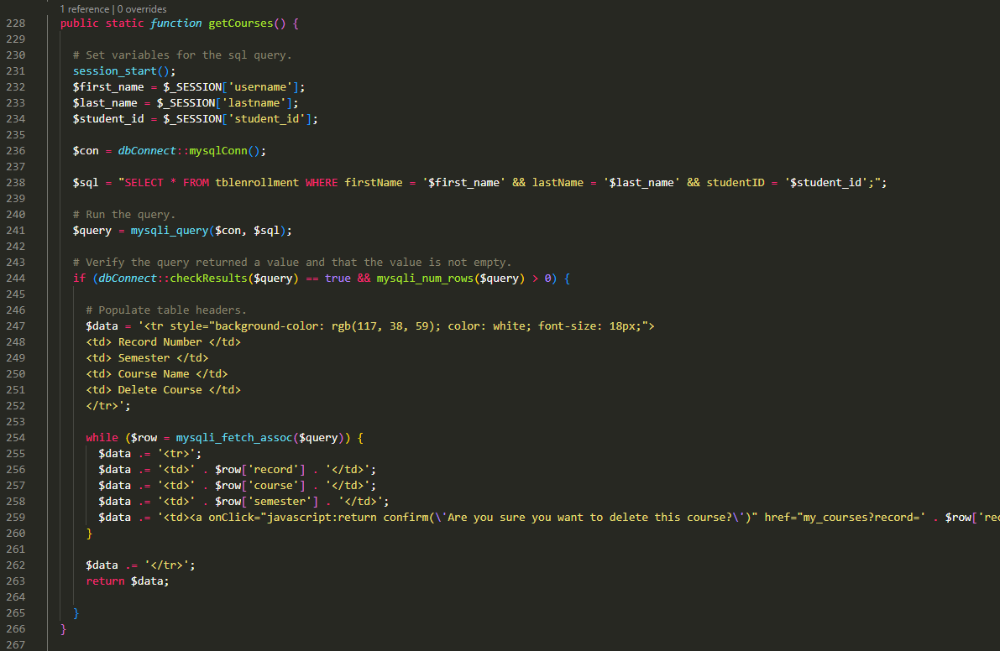 1 reference | 0 overrides
228 public static function getCourses() {
229
230 # Set variables for the sql query.
231 session_start();
232 $first_name = $_SESSION['username'];
233 $last_name = $_SESSION['lastname'];
234 $student_id = $_SESSION['student_id'];
235
236 $con = dbConnect::mysqlConn();
237
238 $sql = "SELECT * FROM tblenrollment WHERE firstName = '$first_name' && lastName = '$last_name' && studentID = '$student_id';";
239
240 # Run the query.
241 $query = mysqli_query($con, $sql);
242
243 # Verify the query returned a value and that the value is not empty.
244 if (dbConnect::checkResults($query) == true && mysqli_num_rows($query) > 0) {
245
246 # Populate table headers.
247 $data = '<tr style="background-color: rgb(117, 38, 59); color: white; font-size: 18px;">
248 <td> Record Number </td>
249 <td> Semester </td>
250 <td> Course Name </td>
251 <td> Delete Course </td>
252 </tr>';
253
254 while ($row = mysqli_fetch_assoc($query)) {
255 $data .= '<tr>';
256 $data .= '<td>' . $row['record'] . '</td>';
257 $data .= '<td>' . $row['course'] . '</td>';
258 $data .= '<td>' . $row['semester'] . '</td>';
259 $data .= '<td><a onClick="javascript:return confirm(\'Are you sure you want to delete this course?\')" href="my_courses?record=' . $row['rec
260 }
261
262 $data .= '</tr>';
263 return $data;
264
265 }
266 }
267